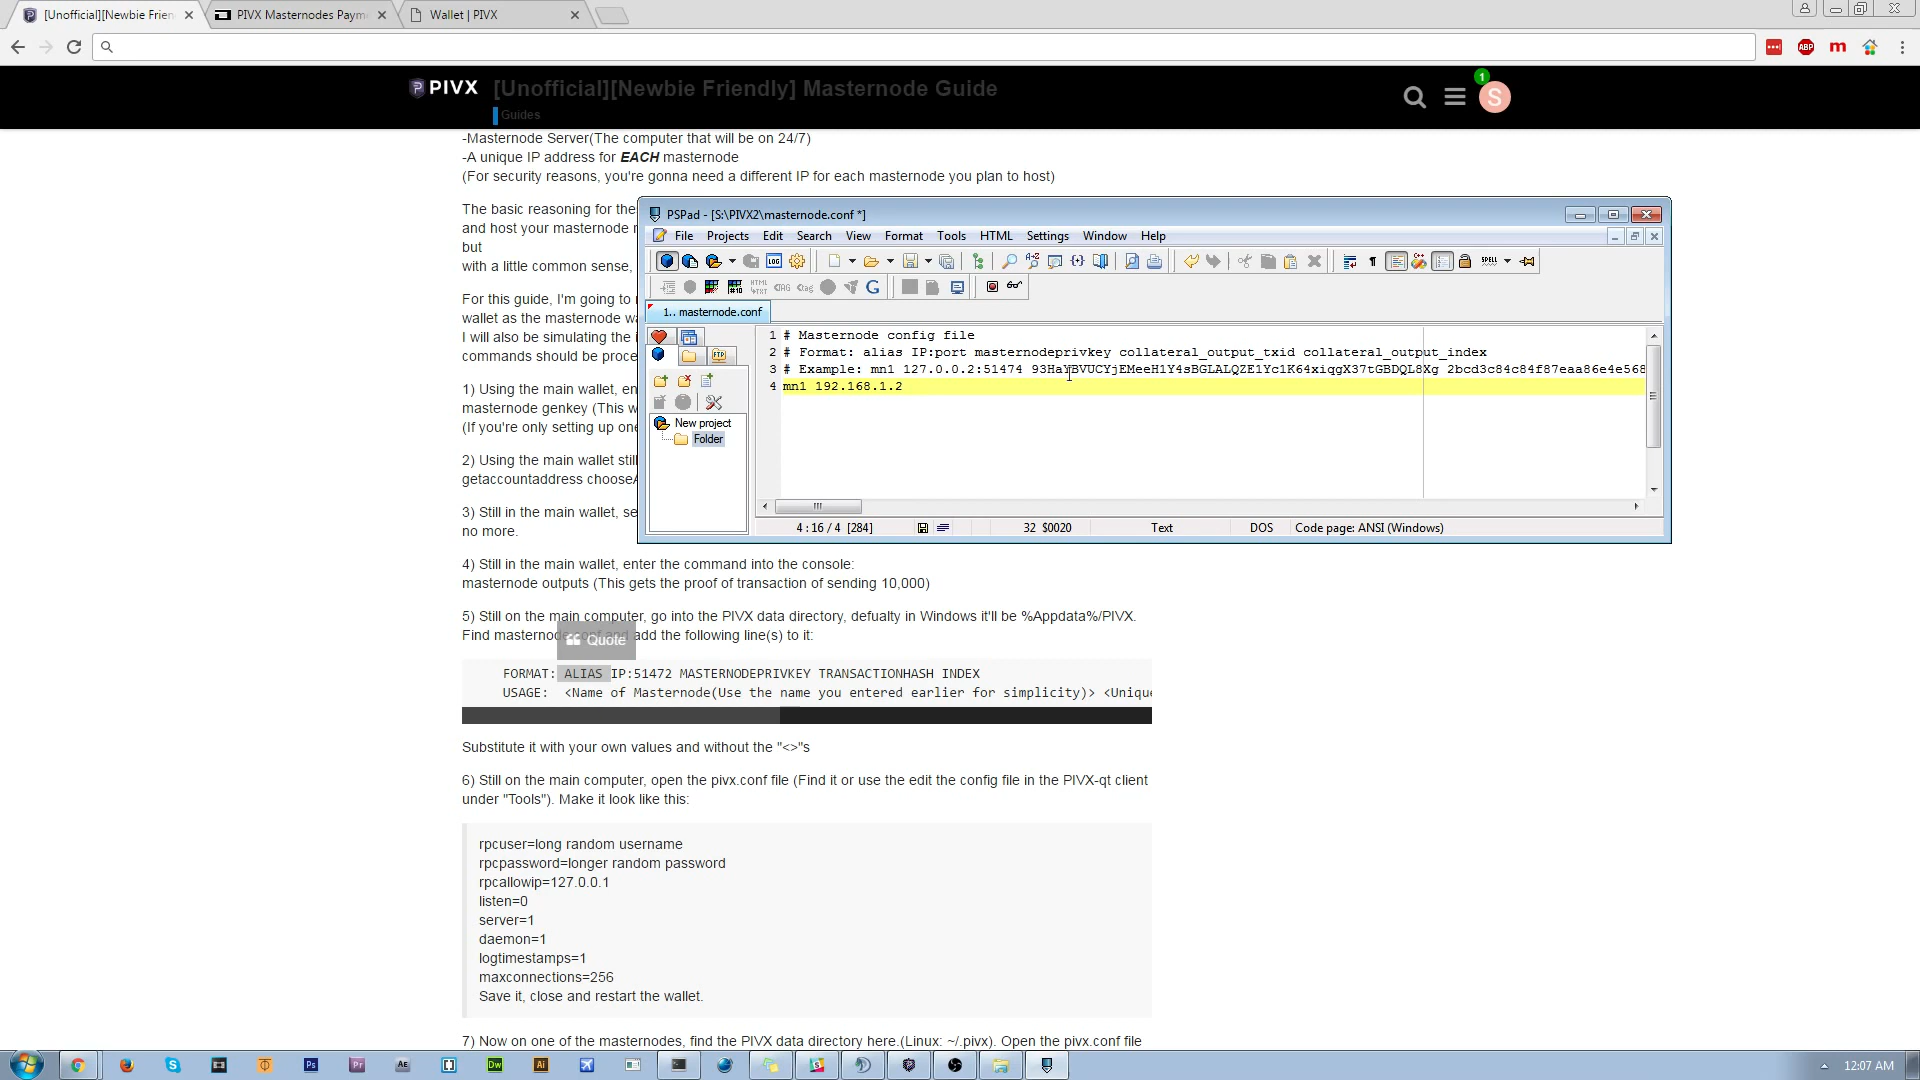 [Unofficial][Newbie Frien
PIVX Masternodes Paym
Wallet | PIVX
ABP
m
PIVX
[Unofficial][Newbie Friendly] Masternode Guide
Guides
1
S
-Masternode Server(The computer that will be on 24/7)
-A unique IP address for EACH masternode
(For security reasons, you're gonna need a different IP for each masternode you plan to host)
The basic reasoning for the
and host your masternode r
but
with a little common sense,
For this guide, I'm going to
wallet as the masternode wa
I will also be simulating the i
commands should be proce
1) Using the main wallet, en
masternode genkey (This w
(If you're only setting up one
2) Using the main wallet still
getaccountaddress chooseA
3) Still in the main wallet, se
no more.
PSPad - [S:\PIVX2\masternode.conf *]
File Projects Edit Search View Format Tools HTML Settings Window Help
LOG
SPELL
1.. masternode.conf
FTP
New project
Folder
1 # Masternode config file
2 # Format: alias IP:port masternodeprivkey collateral_output_txid collateral_output_index
3 # Example: mn1 127.0.0.2:51474 93HaYBVUCYjEMeeH1Y4sBGLALQZE1Yc1K64xiqgX37tGBDQL8Xg 2bcd3c84c84f87eaa86e4e568
4 mn1 192.168.1.2
4 : 16 / 4 [284]
32 $0020
Text
DOS
Code page: ANSI (Windows)
4) Still in the main wallet, enter the command into the console:
masternode outputs (This gets the proof of transaction of sending 10,000)
5) Still on the main computer, go into the PIVX data directory, defualty in Windows it'll be %Appdata%/PIVX.
Find masternode.conf and add the following line(s) to it:
Quote
FORMAT: ALIAS IP:51472 MASTERNODEPRIVKEY TRANSACTIONHASH INDEX
USAGE: <Name of Masternode(Use the name you entered earlier for simplicity)> <Unique
Substitute it with your own values and without the "<>"s
6) Still on the main computer, open the pivx.conf file (Find it or use the edit the config file in the PIVX-qt client
under "Tools"). Make it look like this:
rpcuser=long random username
rpcpassword=longer random password
rpcallowip=127.0.0.1
listen=0
server=1
daemon=1
logtimestamps=1
maxconnections=256
Save it, close and restart the wallet.
7) Now on one of the masternodes, find the PIVX data directory here.(Linux: ~/.pivx). Open the pivx.conf file
Ps
Pr
Ae
Dw
Ai
12:07 AM